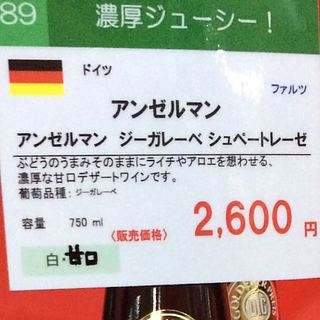 89 濃厚ジューシー！
ドイツ
ファルツ
アンゼルマン
アンゼルマン ジーガレーベ シュペートレーゼ
ぶどうのうまみそのままにライチやアロエを想わせる、
濃厚な甘口デザートワインです。
葡萄品種：ジーガレーベ
容量 750 ml
〈販売価格〉 2,600 円
白・甘口